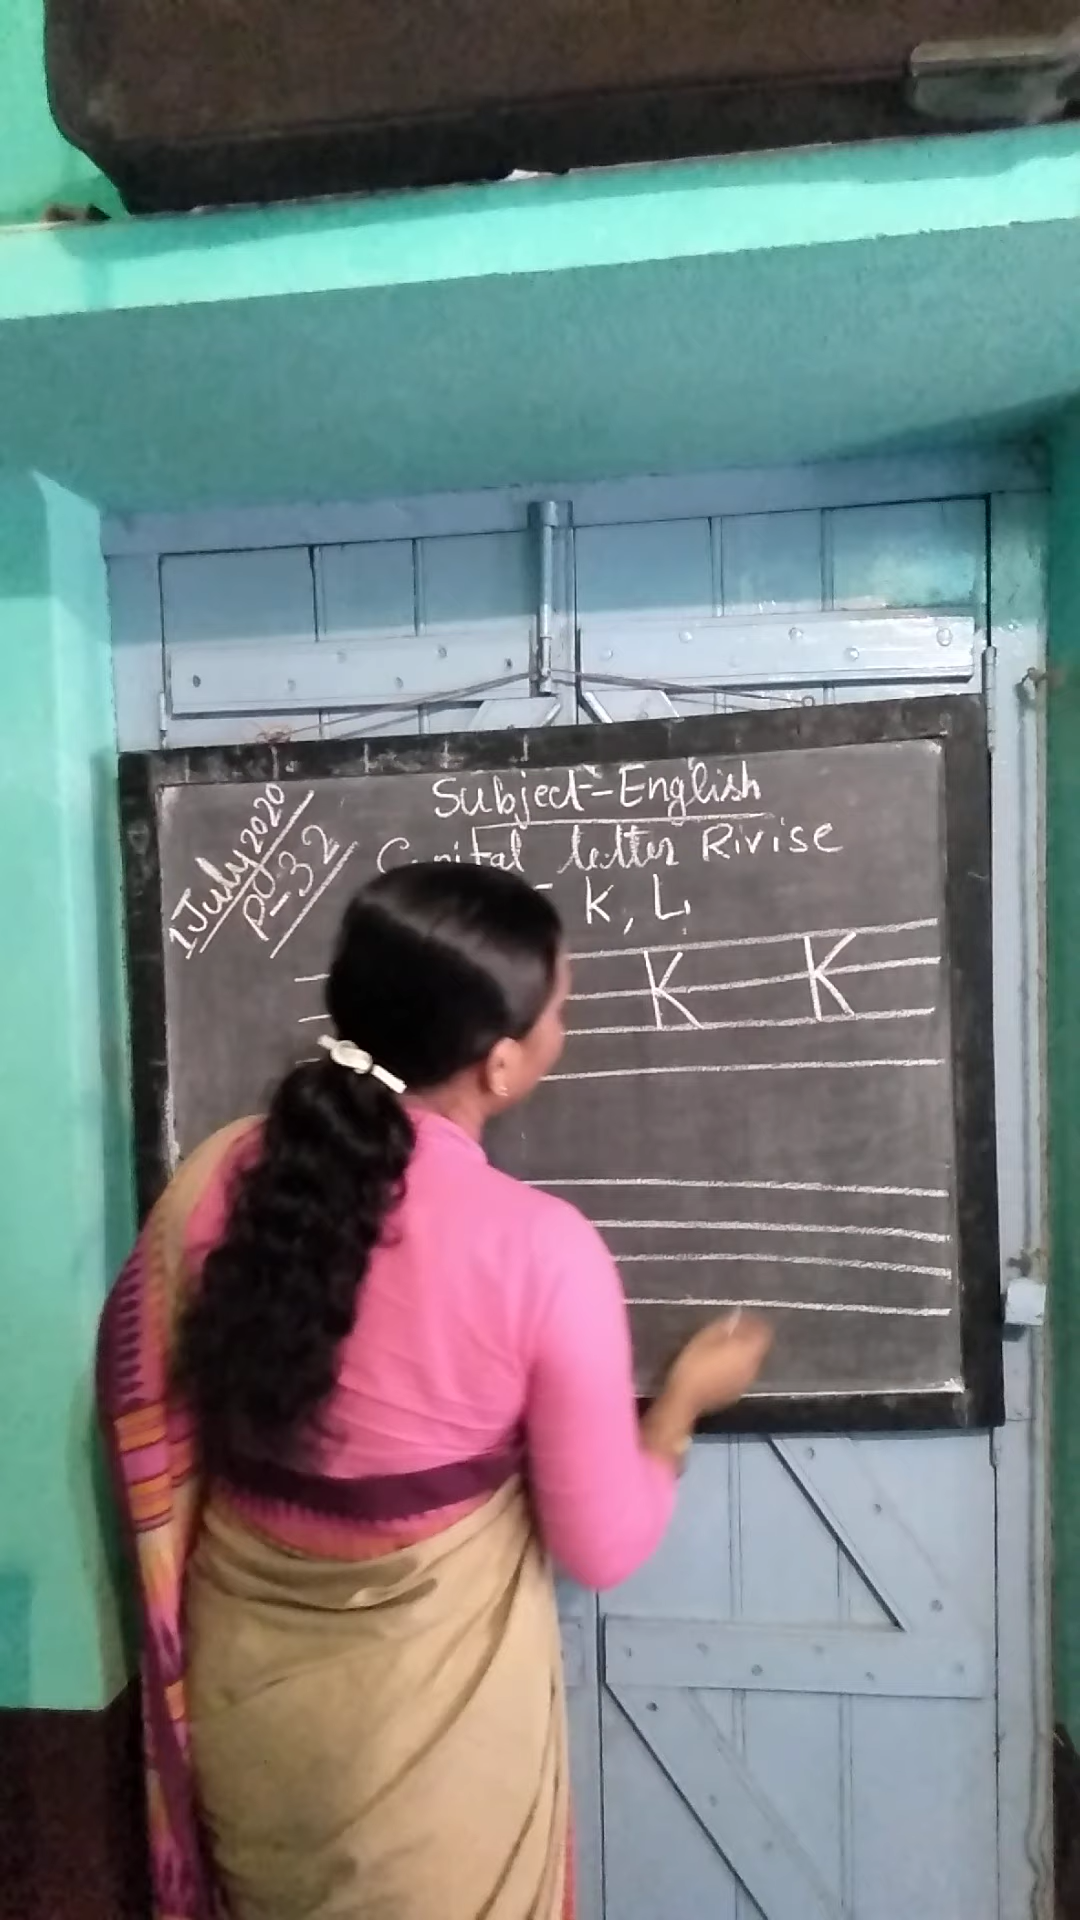 Subject-English
1 July 2020
P-32
Capital letter Rivise
K, L,
K K